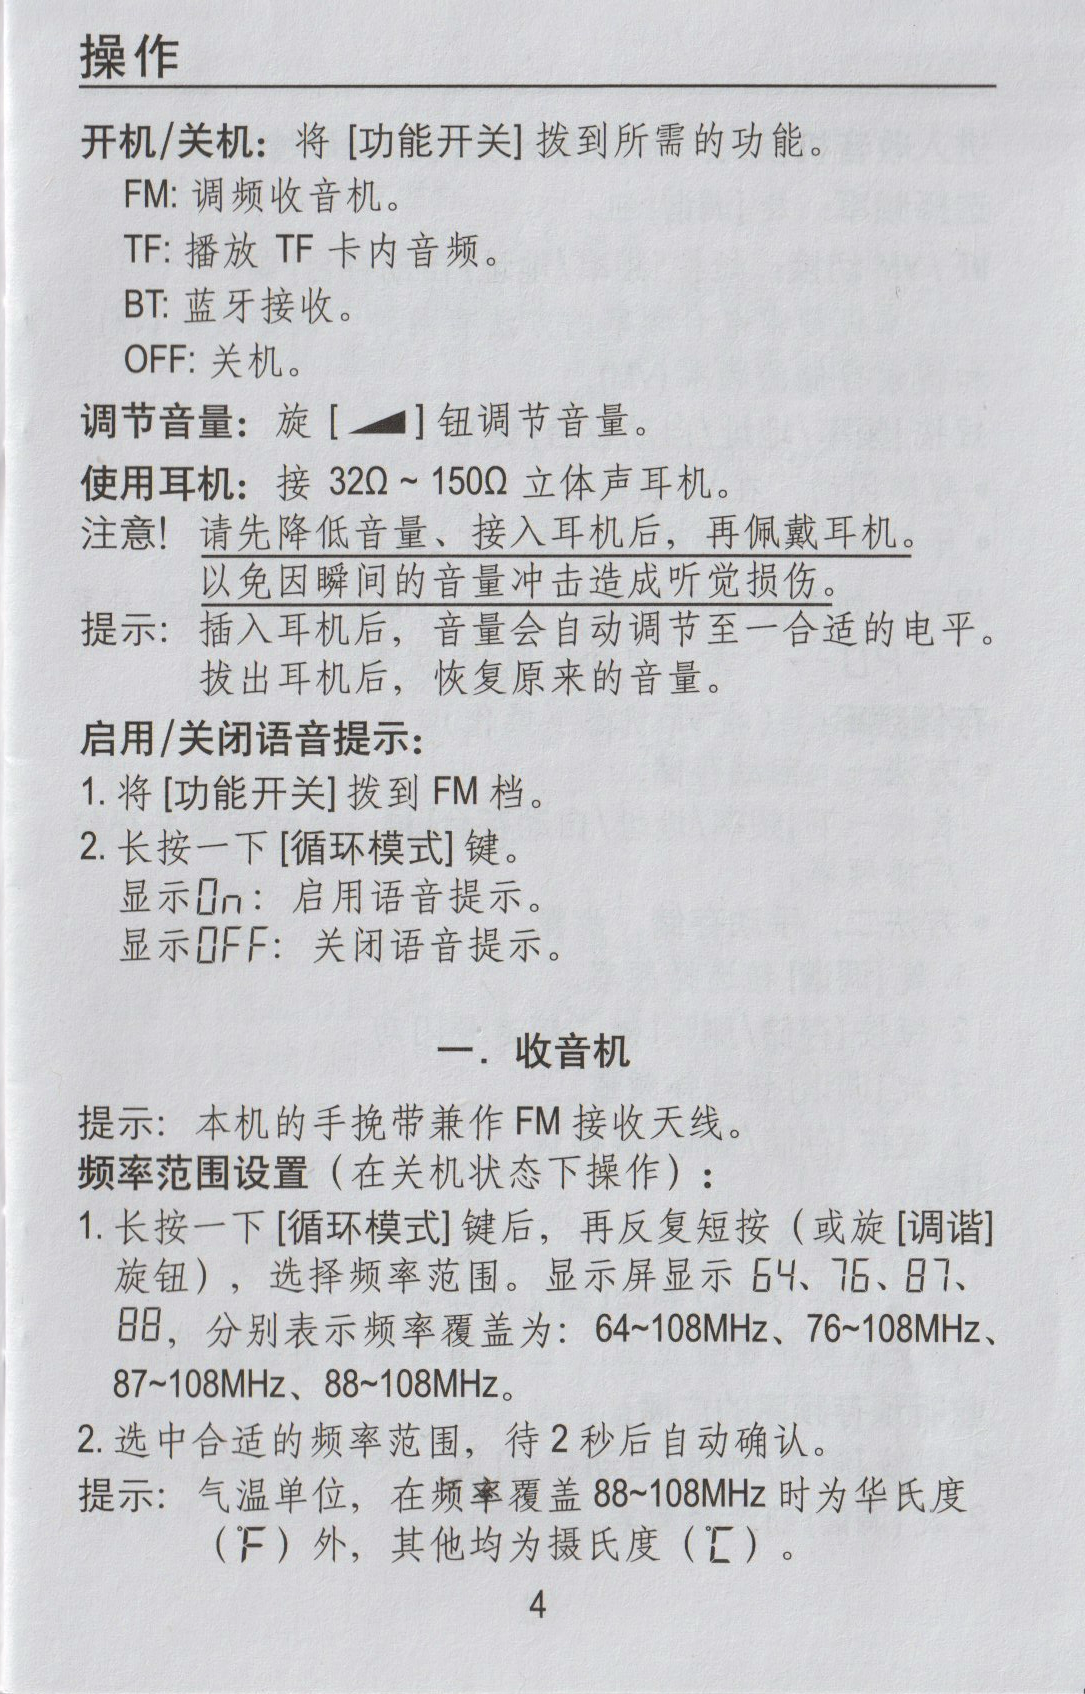 操作
开机/关机：将 [功能开关] 拨到所需的功能。
FM: 调频收音机。
TF: 播放 TF 卡内音频。
BT: 蓝牙接收。
OFF: 关机。
调节音量：旋 [ ◢ ] 钮调节音量。
使用耳机：接 32Ω ~ 150Ω 立体声耳机。
注意！请先降低音量、接入耳机后，再佩戴耳机。
以免因瞬间的音量冲击造成听觉损伤。
提示：插入耳机后，音量会自动调节至一合适的电平。
拔出耳机后，恢复原来的音量。
启用/关闭语音提示：
1. 将 [功能开关] 拨到 FM 档。
2. 长按一下 [循环模式] 键。
显示On：启用语音提示。
显示OFF：关闭语音提示。
一．收音机
提示：本机的手挽带兼作 FM 接收天线。
频率范围设置（在关机状态下操作）：
1. 长按一下 [循环模式] 键后，再反复短按（或旋 [调谐]
旋钮），选择频率范围。显示屏显示 64、76、87、
88，分别表示频率覆盖为：64~108MHz、76~108MHz、
87~108MHz、88~108MHz。
2. 选中合适的频率范围，待 2 秒后自动确认。
提示：气温单位，在频率覆盖 88~108MHz 时为华氏度
（℉）外，其他均为摄氏度（℃）。
4